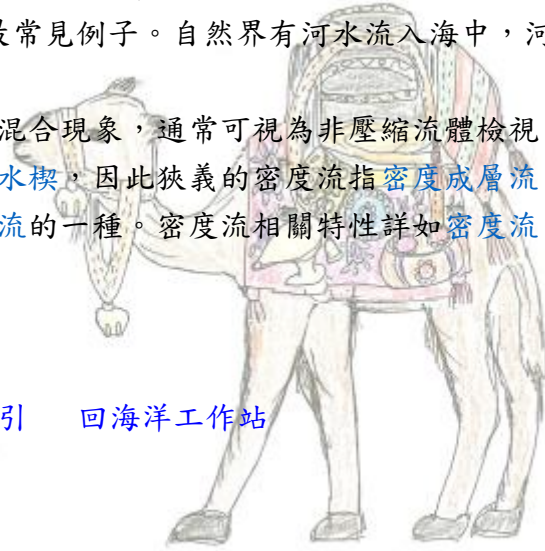 最常見例子。自然界有河水流入海中，河
混合現象，通常可視為非壓縮流體檢視
水楔，因此狹義的密度流指密度成層流
流的一種。密度流相關特性詳如密度流
引 回海洋工作站